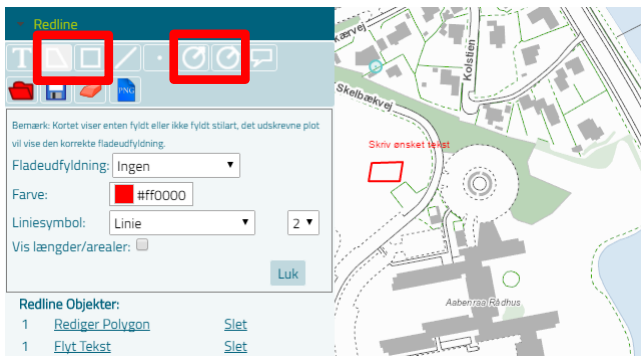 Redline
T
PNG
Bemærk: Kortet viser enten fyldt eller ikke fyldt stilart, det udskrevne plot
vil vise den korrekte fladeudfyldning.
Fladeudfyldning: Ingen
Farve: #ff0000
Liniesymbol: Linie 2
Vis længder/arealer:
Luk
Redline Objekter:
1 Rediger Polygon Slet
1 Flyt Tekst Slet
Kolstien
Skelbækvej
Skriv ønsket tekst
Aabenraa Rådhus